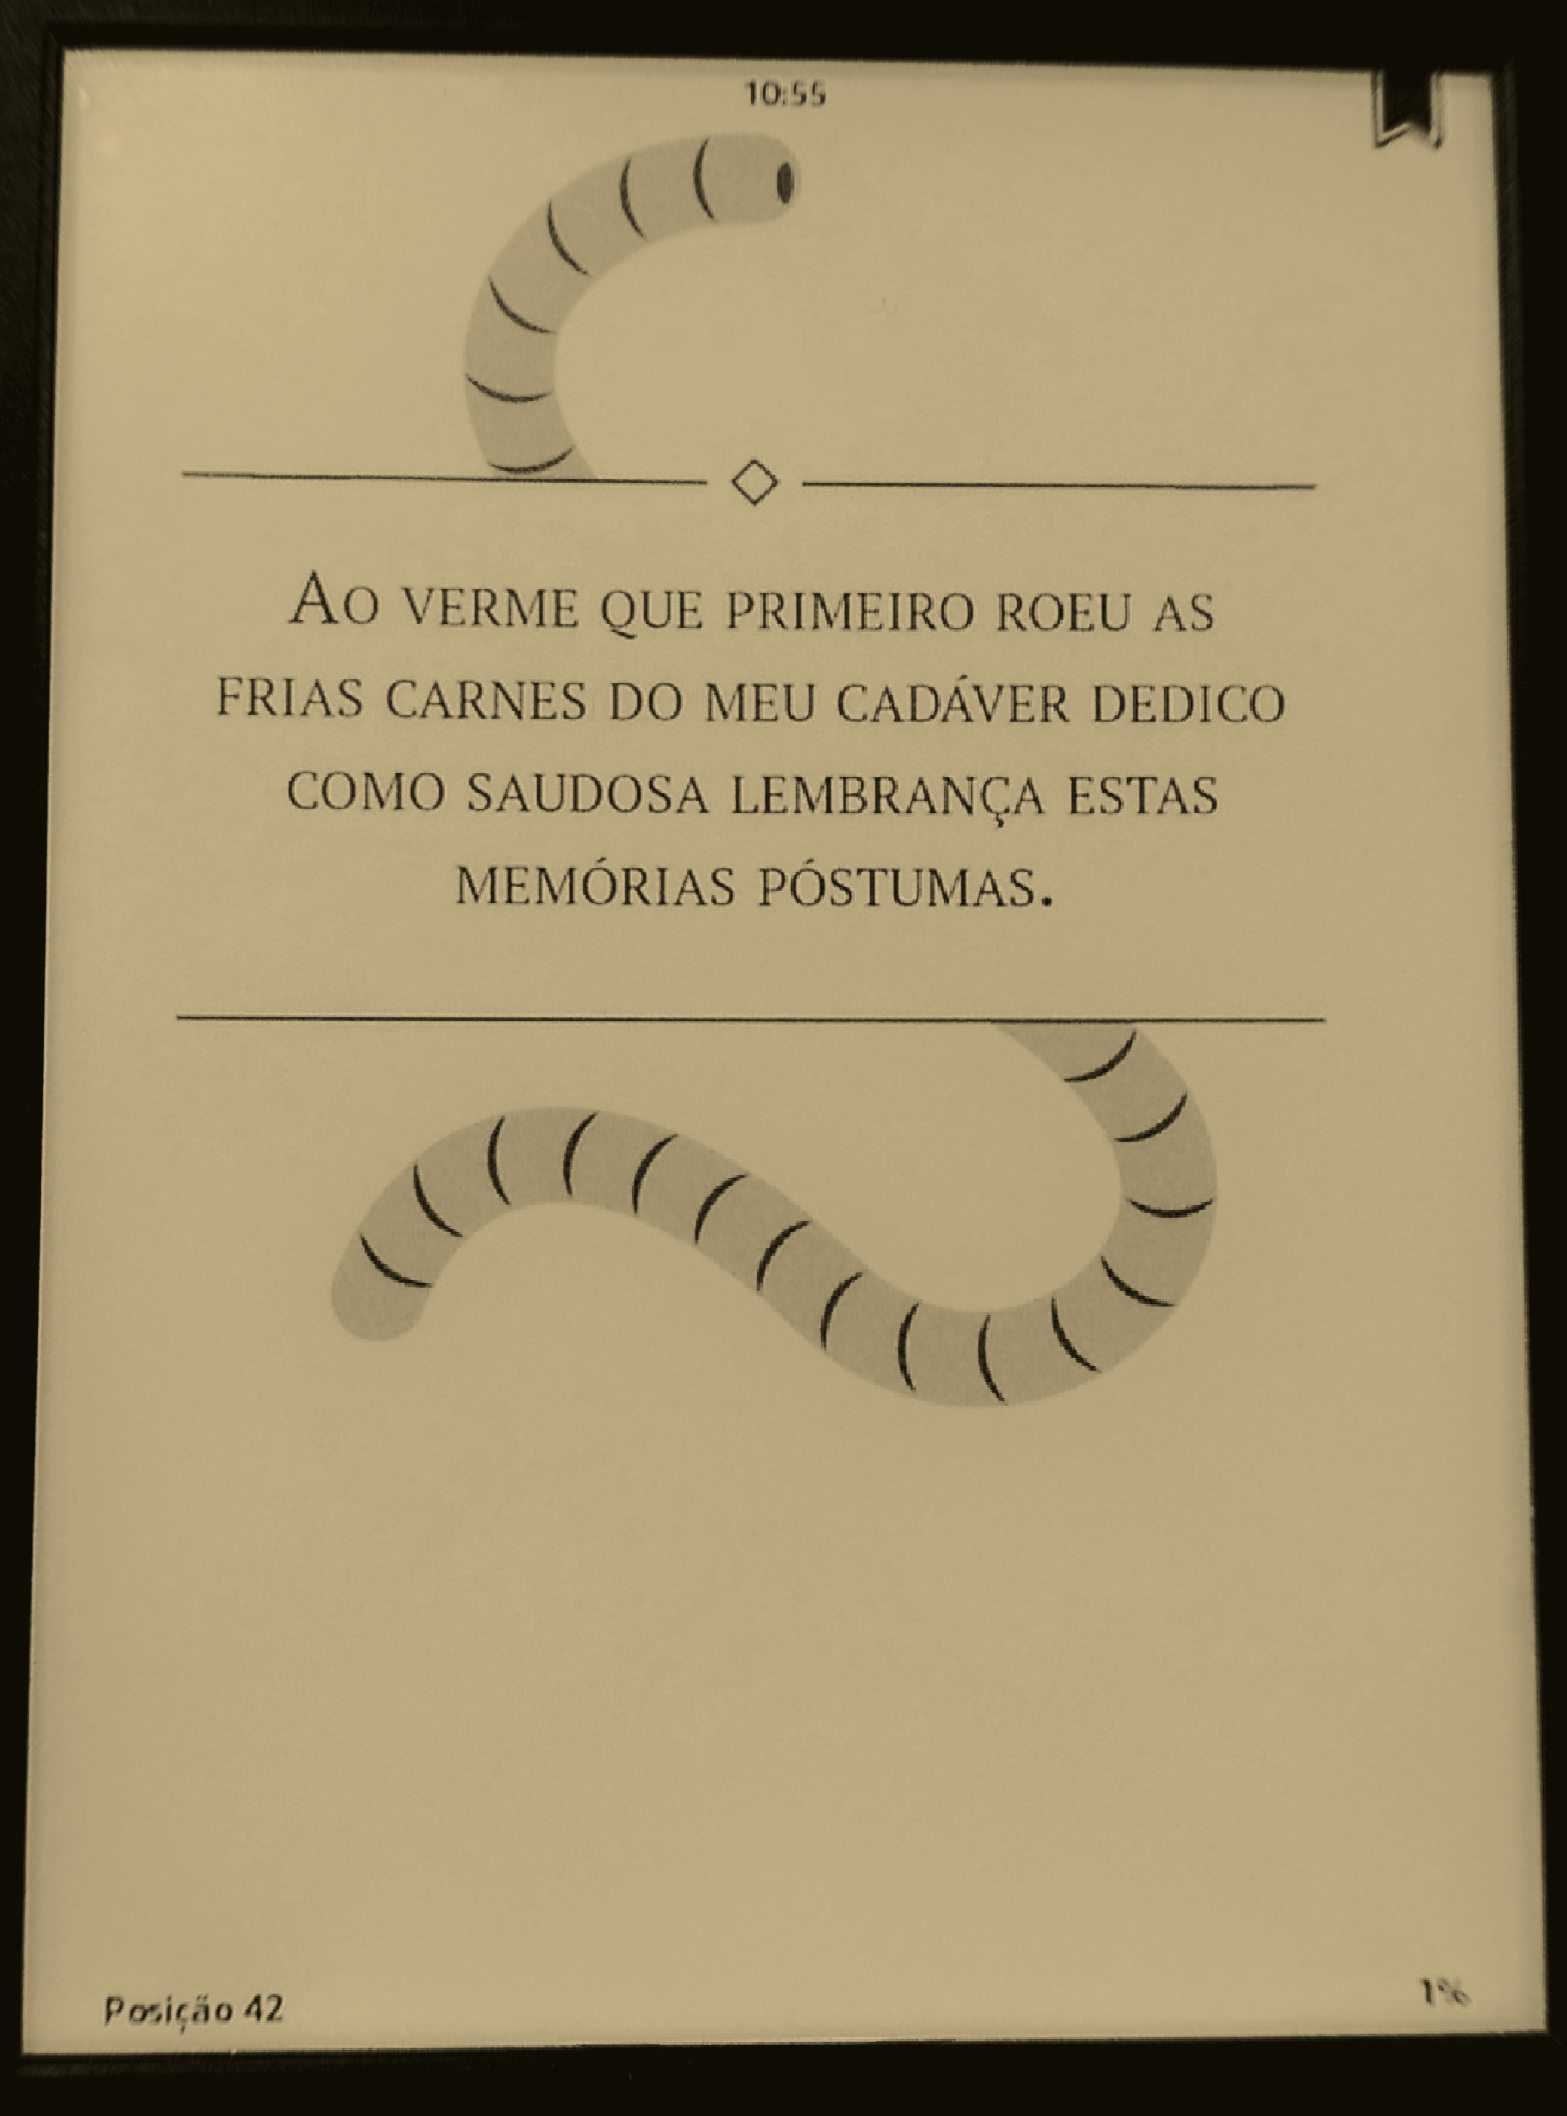 10:55
AO VERME QUE PRIMEIRO ROEU AS
FRIAS CARNES DO MEU CADÁVER DEDICO
COMO SAUDOSA LEMBRANÇA ESTAS
MEMÓRIAS PÓSTUMAS.
Posição 42
1%